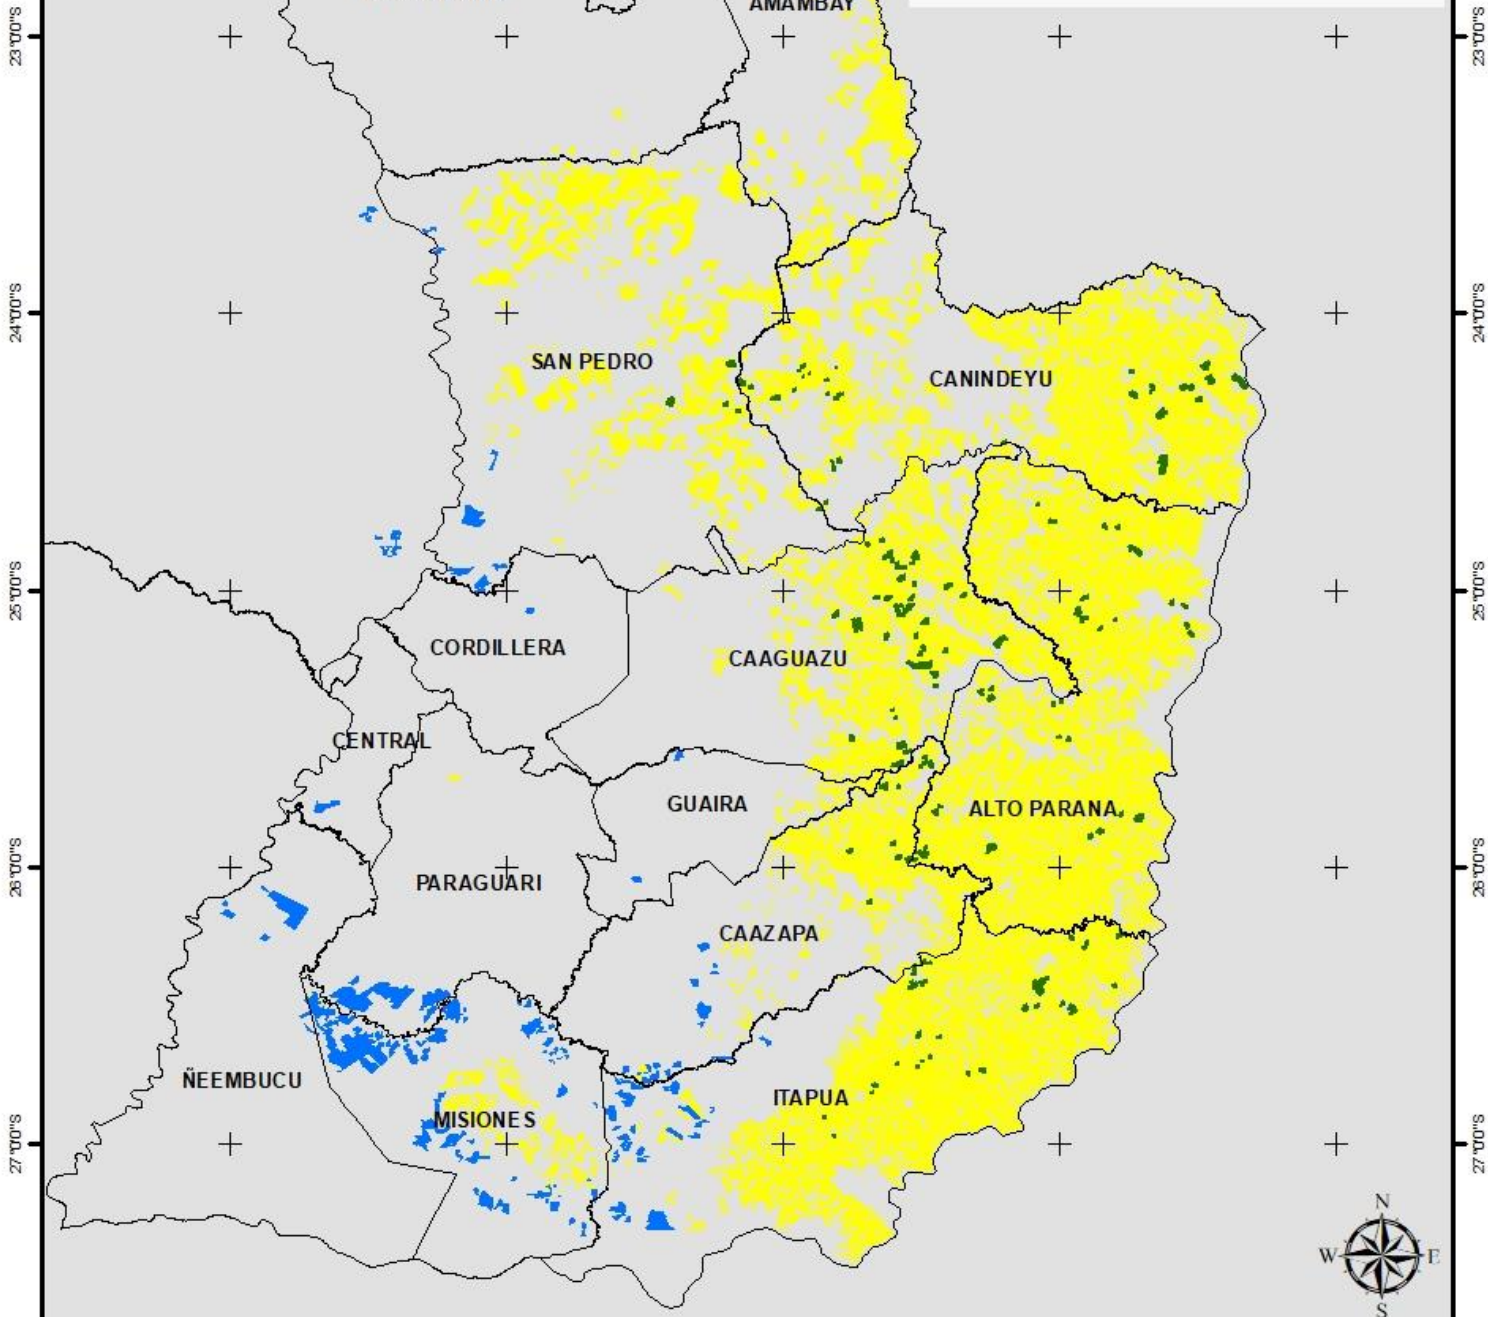 AMAMBAY
23°0'0"S
23°0'0"S
24°0'0"S
24°0'0"S
SAN PEDRO
CANINDEYU
25°0'0"S
25°0'0"S
CORDILLERA
CAAGUAZU
CENTRAL
GUAIRA
ALTO PARANA
26°0'0"S
26°0'0"S
PARAGUARI
CAAZAPA
ÑEEMBUCU
ITAPUA
MISIONES
27°0'0"S
27°0'0"S
N
W E
S